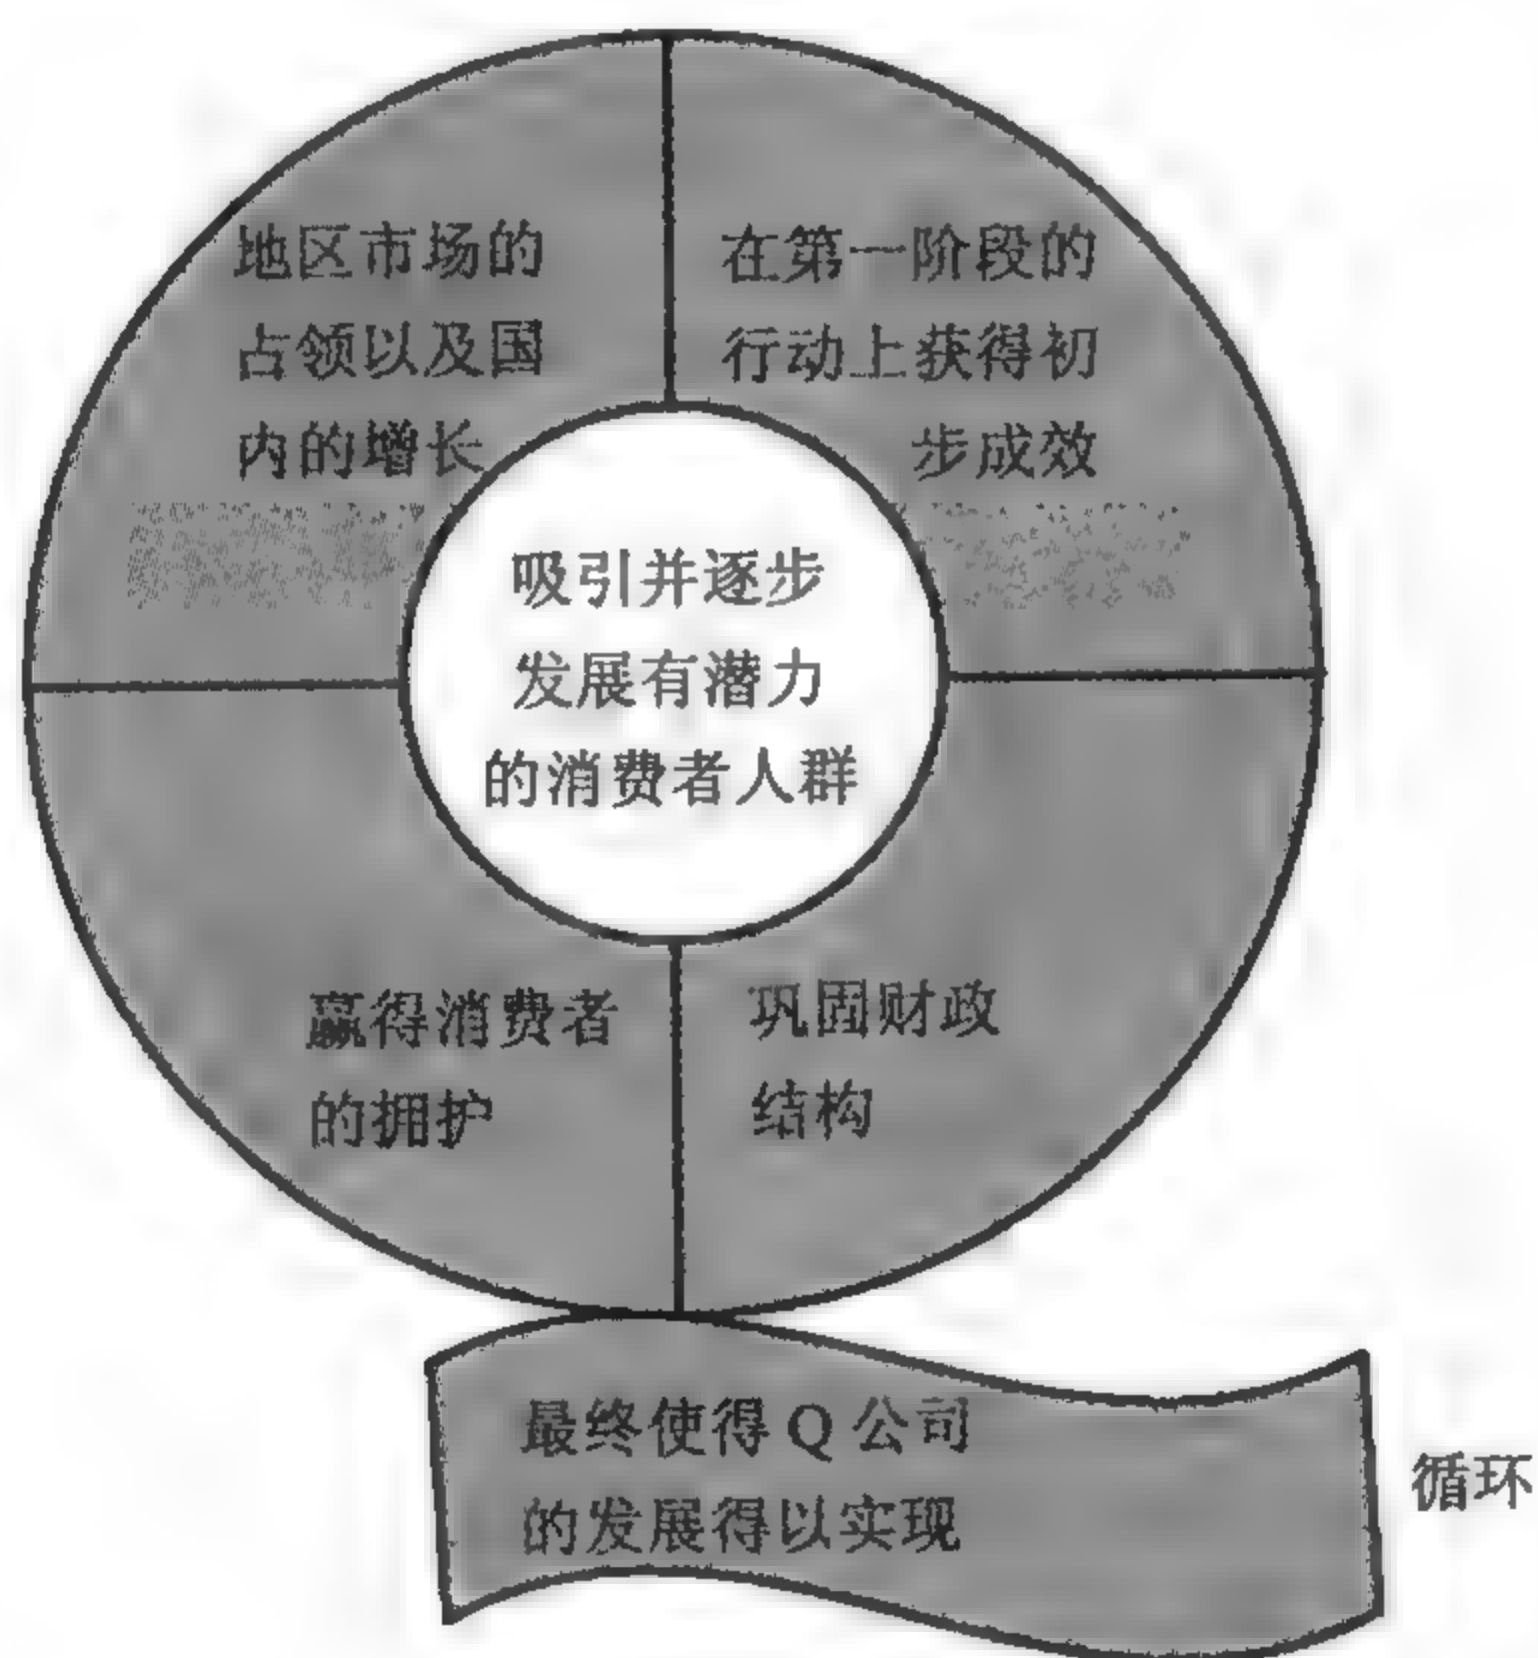 地区市场的
占领以及国
内的增长
在第一阶段的
行动上获得初
步成效
吸引并逐步
发展有潜力
的消费者人群
赢得消费者
的拥护
巩固财政
结构
最终使得 Q 公司
的发展得以实现
循环